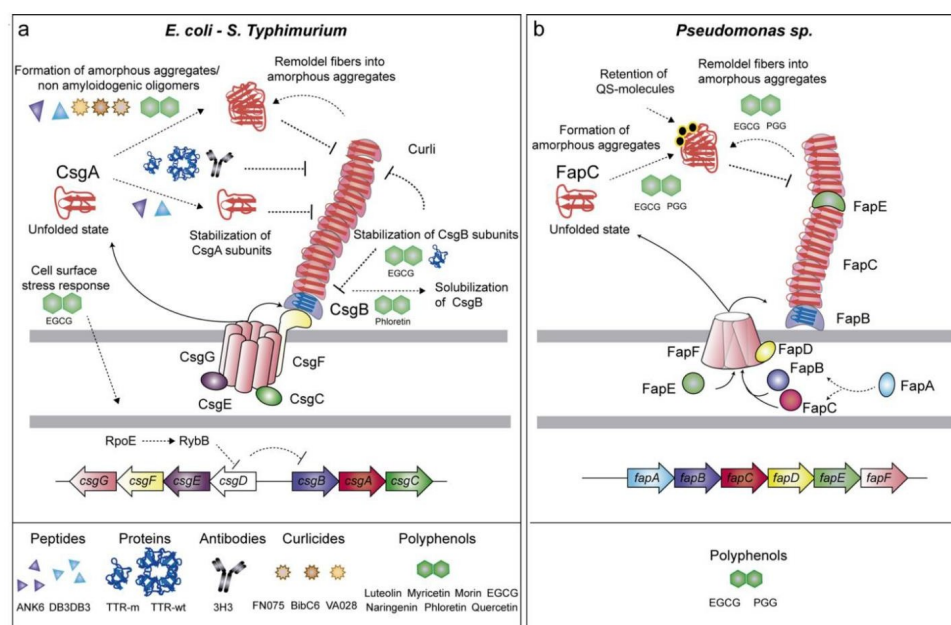 a
E. coli - S. Typhimurium
Formation of amorphous aggregates/
non amyloidogenic oligomers
Remoldel fibers into
amorphous aggregates
Curli
CsgA
Unfolded state
Stabilization of
CsgA subunits
Stabilization of CsgB subunits
EGCG
Cell surface
stress response
EGCG
Solubilization
of CsgB
Phloretin
CsgB
CsgG
CsgF
CsgE
CsgC
RpoE
RybB
csgG
csgF
csgE
csgD
csgB
csgA
csgC
Peptides
Proteins
Antibodies
Curlicides
Polyphenols
ANK6 DB3DB3
TTR-m TTR-wt
3H3
FN075 BibC6 VA028
Luteolin Myricetin Morin EGCG
Naringenin Phloretin Quercetin
b
Pseudomonas sp.
Retention of
QS-molecules
Remoldel fibers into
amorphous aggregates
EGCG PGG
Formation of
amorphous aggregates
FapC
EGCG PGG
Unfolded state
FapE
FapC
FapB
FapF
FapD
FapB
FapE
FapC
FapA
fapA
fapB
fapC
fapD
fapE
fapF
Polyphenols
EGCG PGG